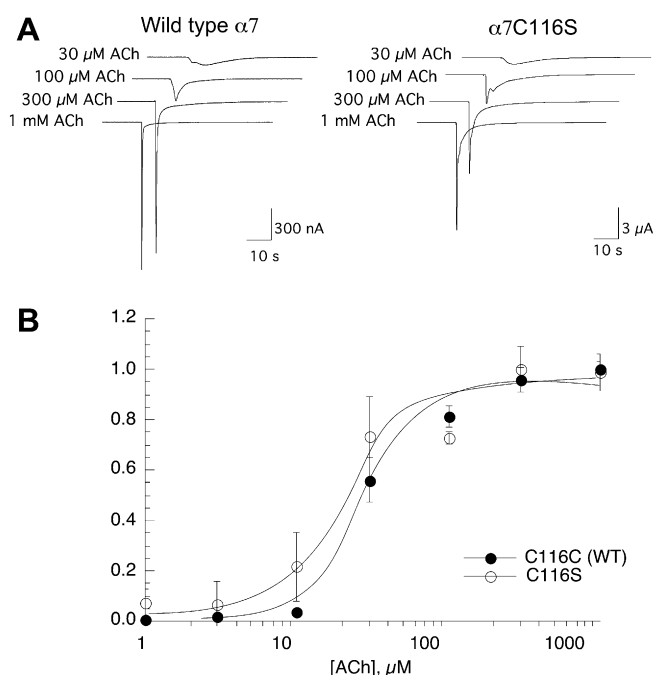 A
Wild type α7
α7C116S
30 μM ACh
100 μM ACh
300 μM ACh
1 mM ACh
300 nA
10 s
30 μM ACh
100 μM ACh
300 μM ACh
1 mM ACh
3 μA
10 s
B
1.2
1.0
0.8
0.6
0.4
0.2
0.0
C116C (WT)
C116S
1
10
100
1000
[ACh], μM